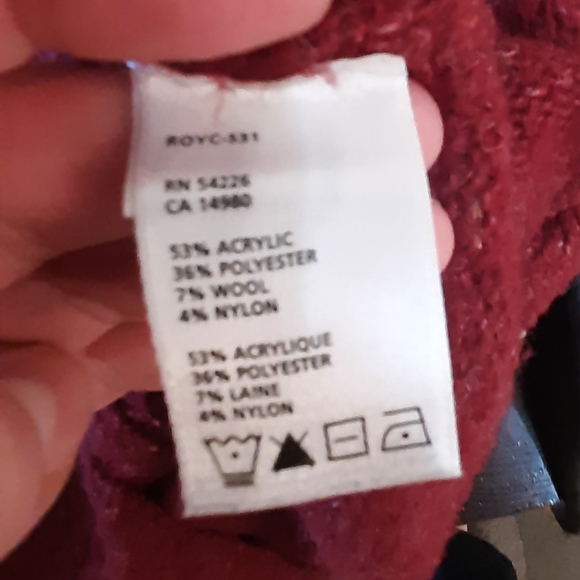 ROYC-531
RN 54226
CA 14980
53% ACRYLIC
36% POLYESTER
7% WOOL
4% NYLON
53% ACRYLIQUE
36% POLYESTER
7% LAINE
4% NYLON